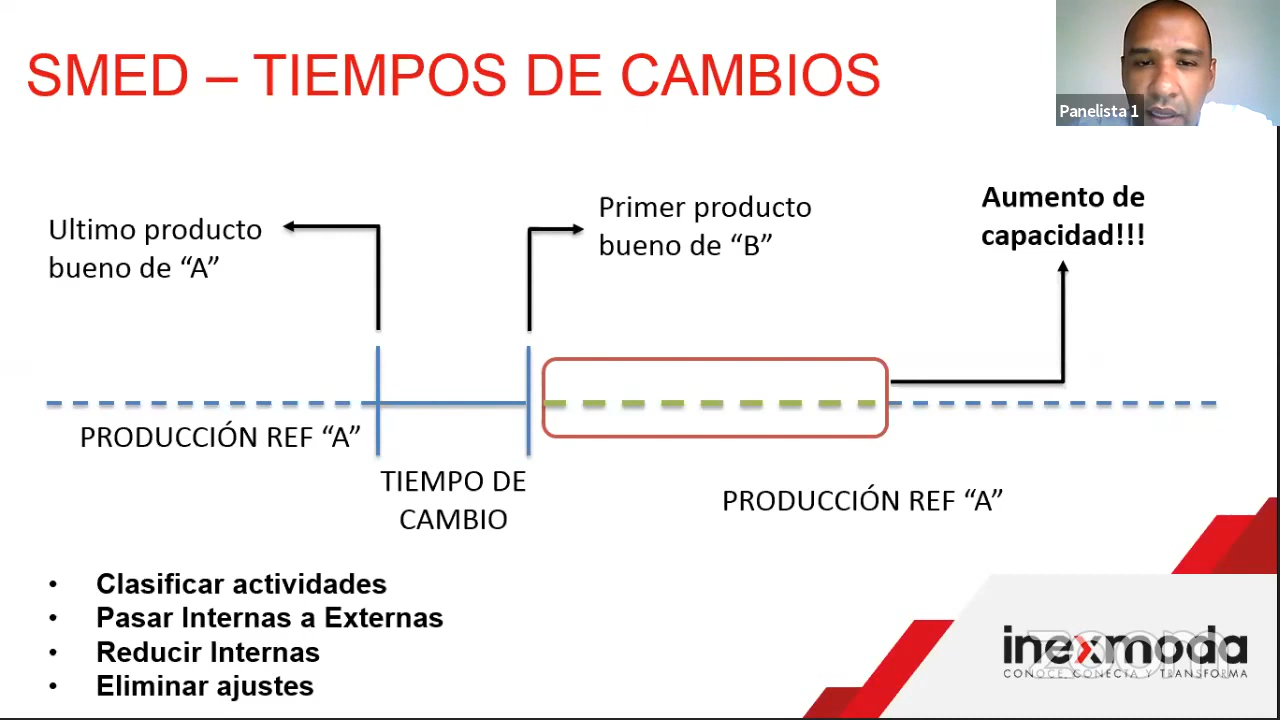 SMED – TIEMPOS DE CAMBIOS
Panelista 1
Ultimo producto
bueno de “A”
Primer producto
bueno de “B”
Aumento de
capacidad!!!
PRODUCCIÓN REF “A”
TIEMPO DE
CAMBIO
PRODUCCIÓN REF “A”
• Clasificar actividades
• Pasar Internas a Externas
• Reducir Internas
• Eliminar ajustes
inexmoda
zoom
CONOCE, CONECTA Y TRANSFORMA